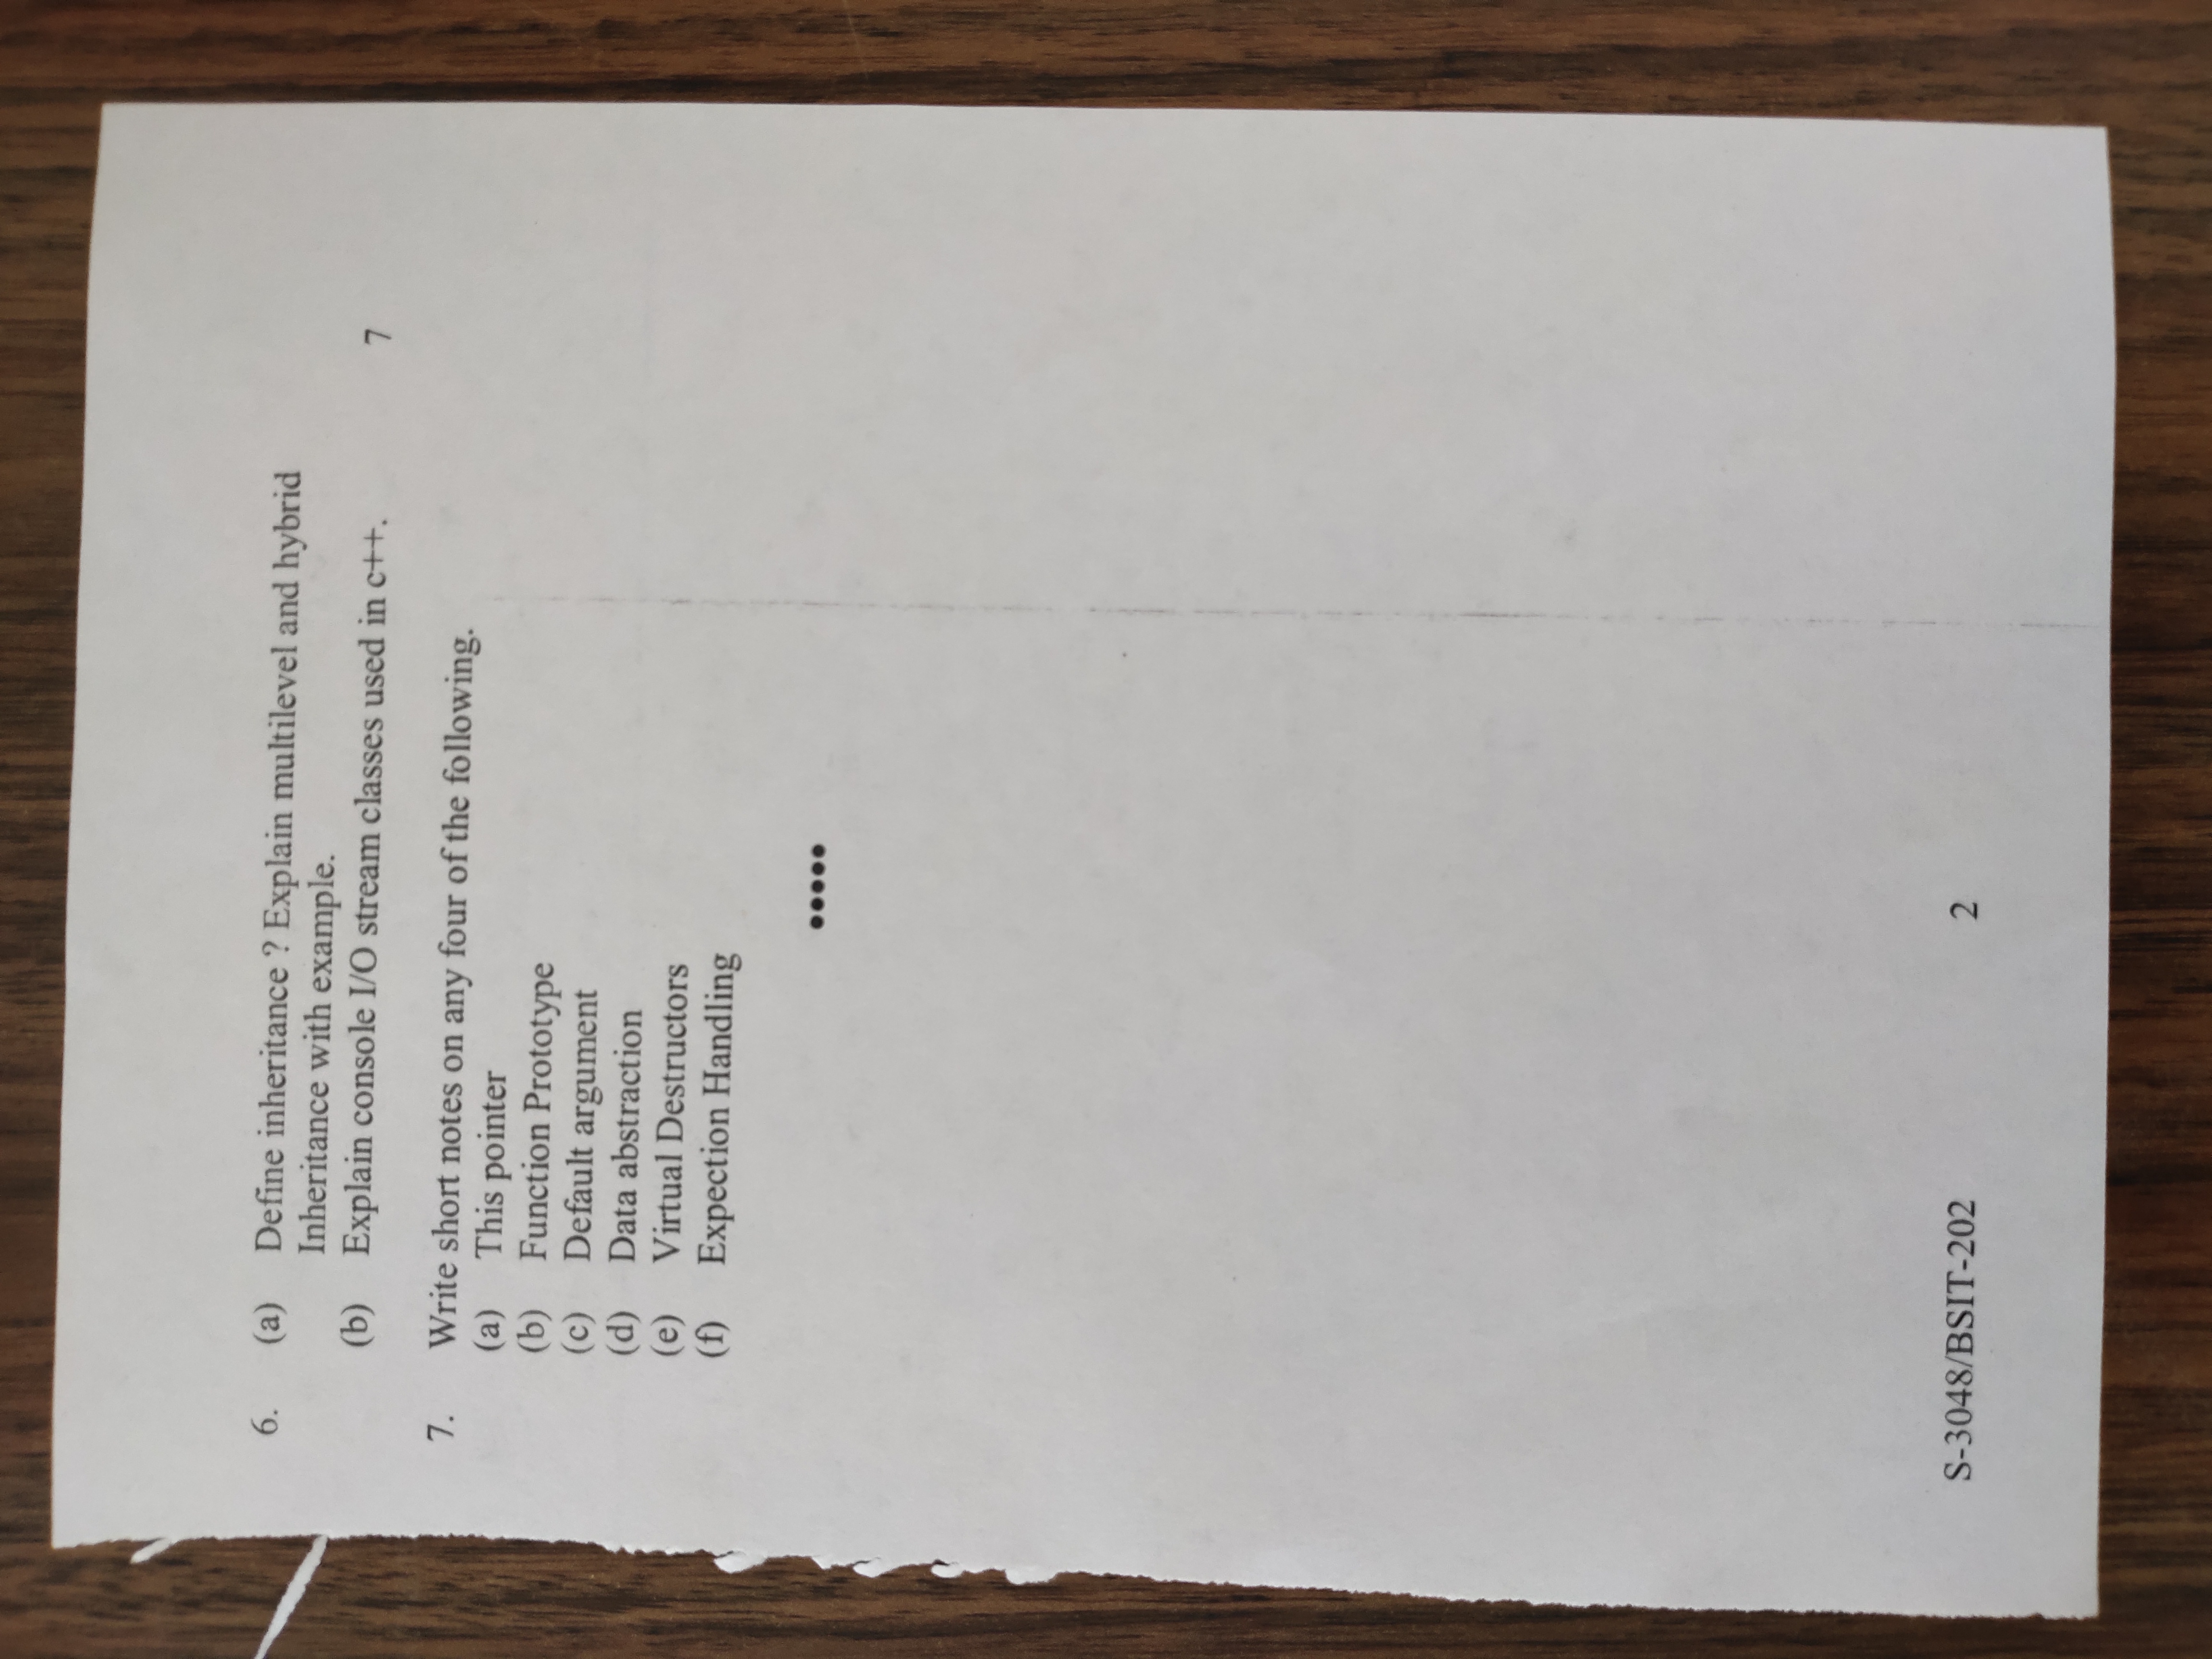 6. (a) Define inheritance ? Explain multilevel and hybrid
Inheritance with example.
(b) Explain console I/O stream classes used in c++. 7
7. Write short notes on any four of the following.
(a) This pointer
(b) Function Prototype
(c) Default argument
(d) Data abstraction
(e) Virtual Destructors
(f) Expection Handling
•••••
S-3048/BSIT-202 2